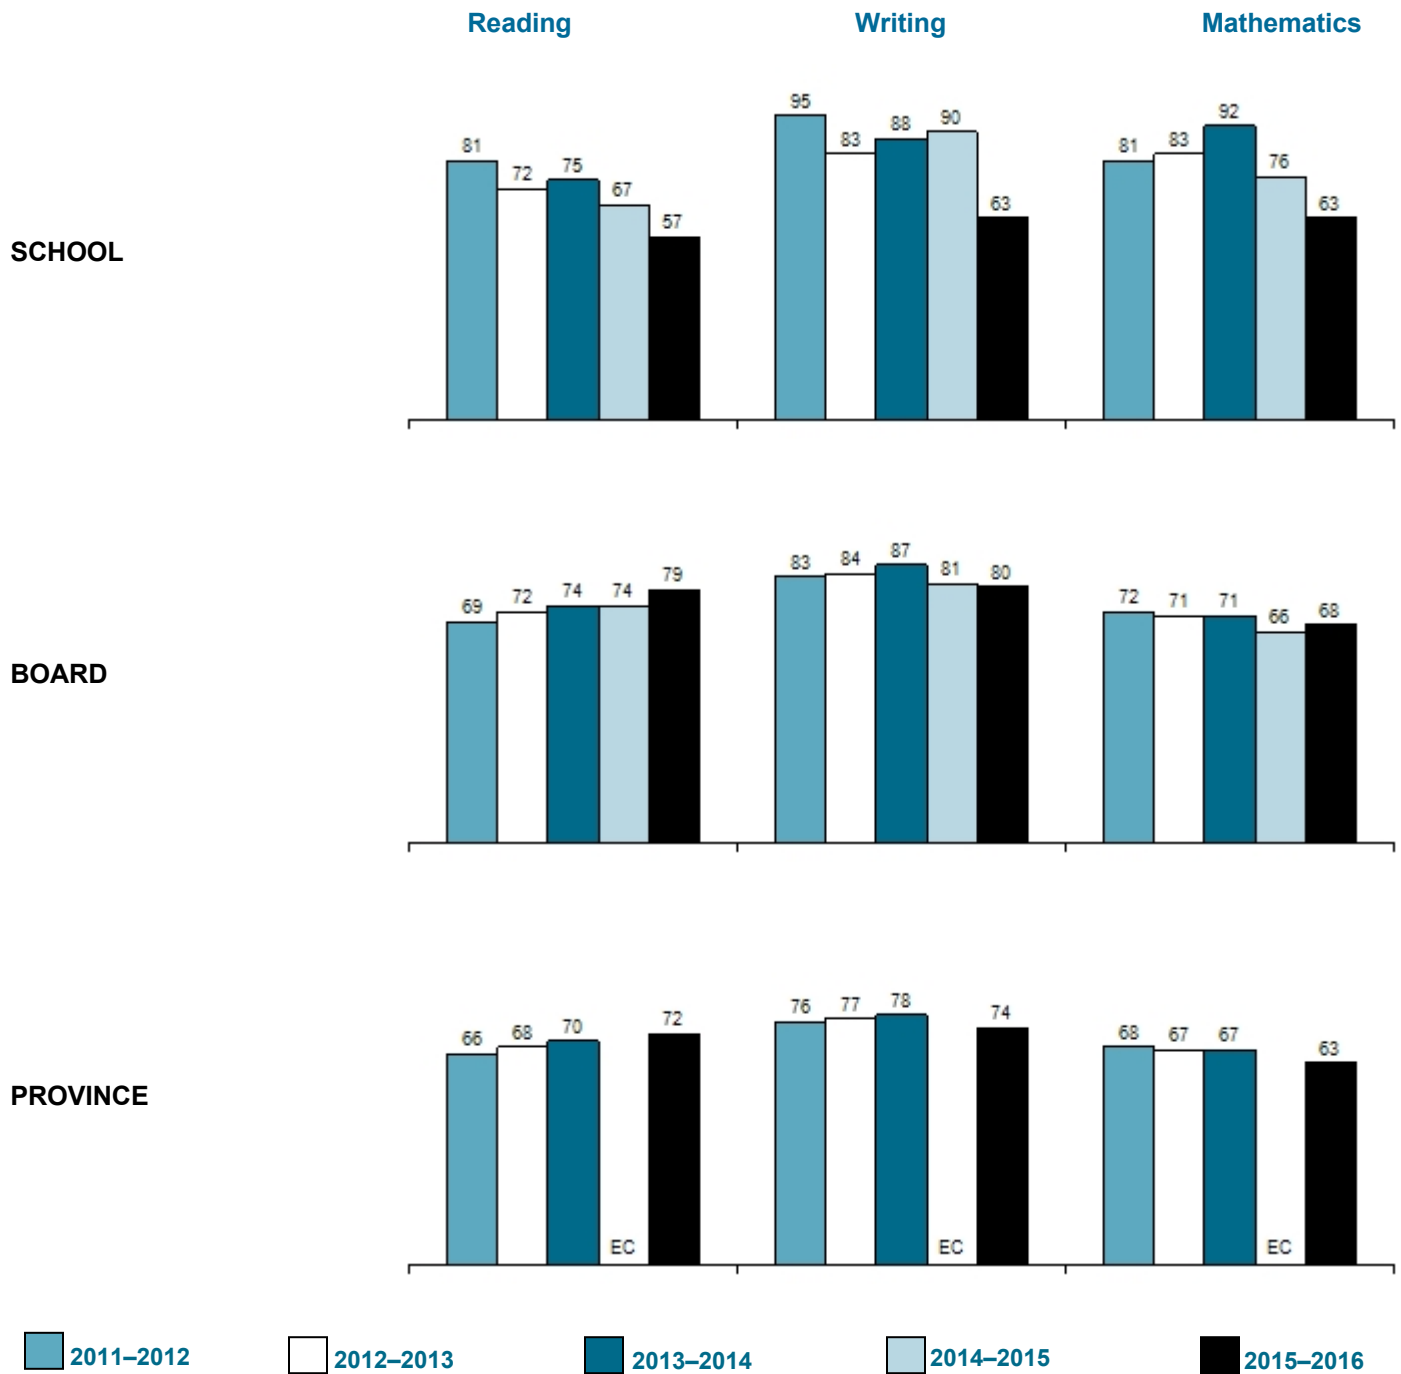 Reading Writing Mathematics
95
92
90
88
83
81 81 83
75 76
72
67
63 63
57
SCHOOL
87
83 84
81 80
79
74 74
72 72 71 71
69 68
66
BOARD
78
76 77
74
72
70
68 68 67 67
66
63
EC EC EC
PROVINCE
2011–2012 2012–2013 2013–2014 2014–2015 2015–2016